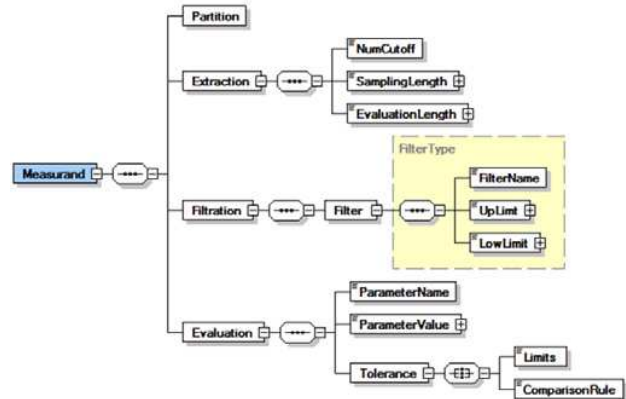 Partition
NumCutoff
Extraction
SamplingLength
EvaluationLength
FilterType
Measurand
FilterName
Filtration
Filter
UpLimt
LowLimit
ParameterName
Evaluation
ParameterValue
Tolerance
Limits
ComparisonRule